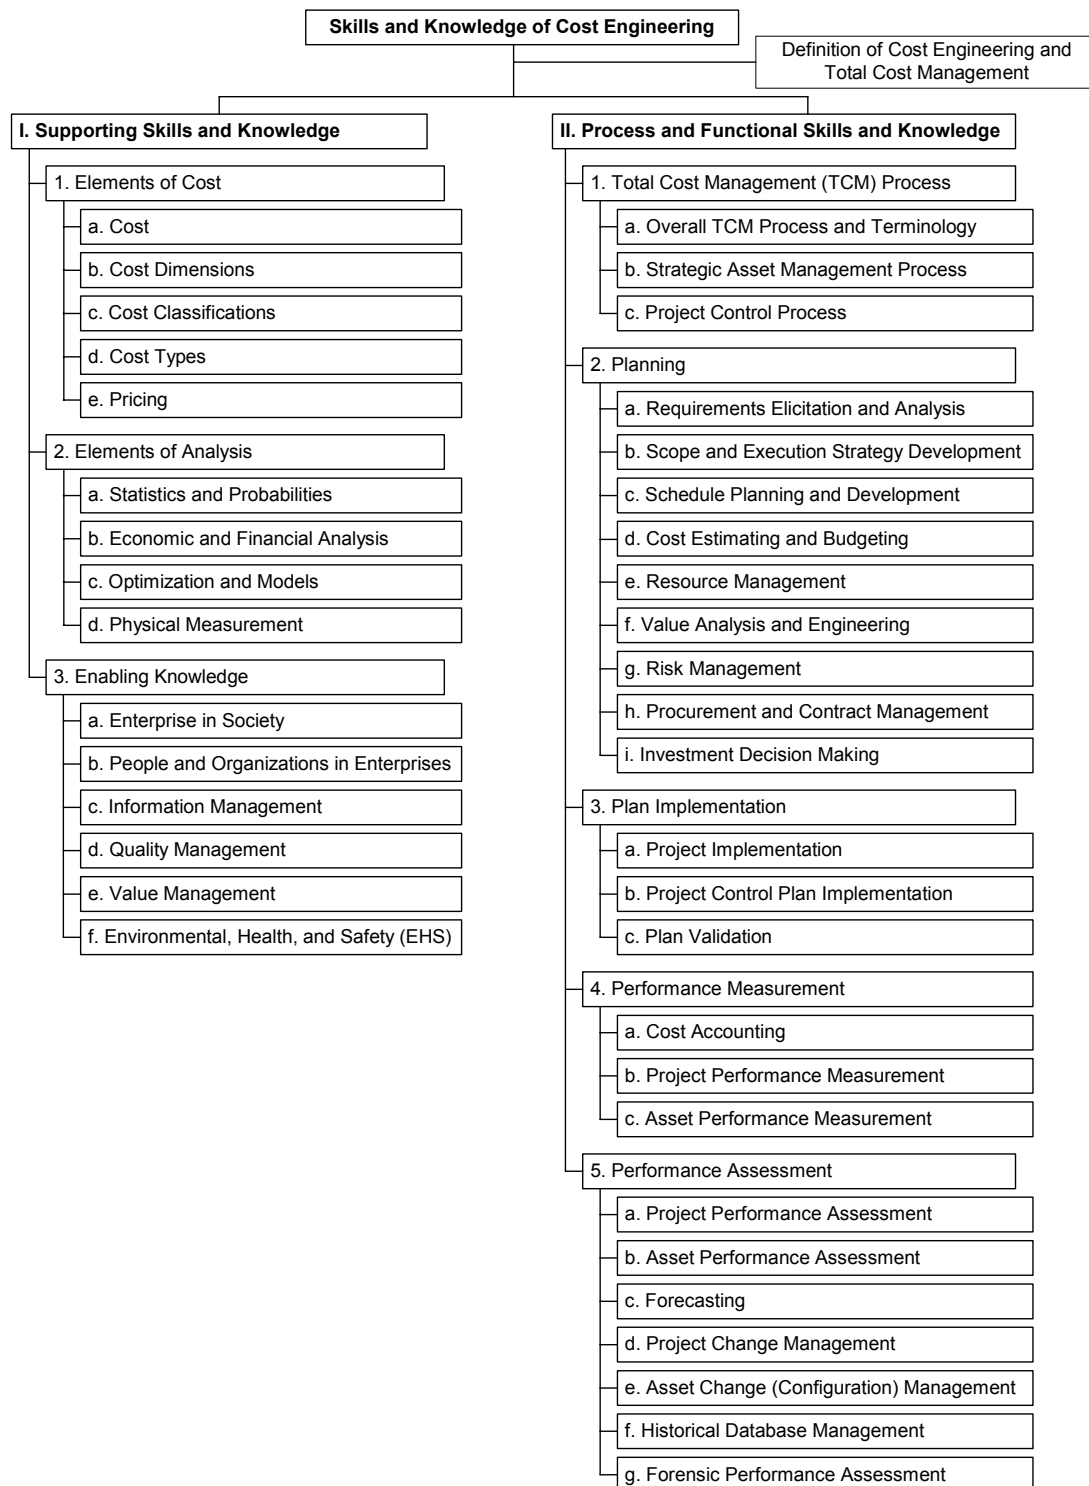 Skills and Knowledge of Cost Engineering
Definition of Cost Engineering and
Total Cost Management
I. Supporting Skills and Knowledge
1. Elements of Cost
a. Cost
b. Cost Dimensions
c. Cost Classifications
d. Cost Types
e. Pricing
2. Elements of Analysis
a. Statistics and Probabilities
b. Economic and Financial Analysis
c. Optimization and Models
d. Physical Measurement
3. Enabling Knowledge
a. Enterprise in Society
b. People and Organizations in Enterprises
c. Information Management
d. Quality Management
e. Value Management
f. Environmental, Health, and Safety (EHS)
II. Process and Functional Skills and Knowledge
1. Total Cost Management (TCM) Process
a. Overall TCM Process and Terminology
b. Strategic Asset Management Process
c. Project Control Process
2. Planning
a. Requirements Elicitation and Analysis
b. Scope and Execution Strategy Development
c. Schedule Planning and Development
d. Cost Estimating and Budgeting
e. Resource Management
f. Value Analysis and Engineering
g. Risk Management
h. Procurement and Contract Management
i. Investment Decision Making
3. Plan Implementation
a. Project Implementation
b. Project Control Plan Implementation
c. Plan Validation
4. Performance Measurement
a. Cost Accounting
b. Project Performance Measurement
c. Asset Performance Measurement
5. Performance Assessment
a. Project Performance Assessment
b. Asset Performance Assessment
c. Forecasting
d. Project Change Management
e. Asset Change (Configuration) Management
f. Historical Database Management
g. Forensic Performance Assessment